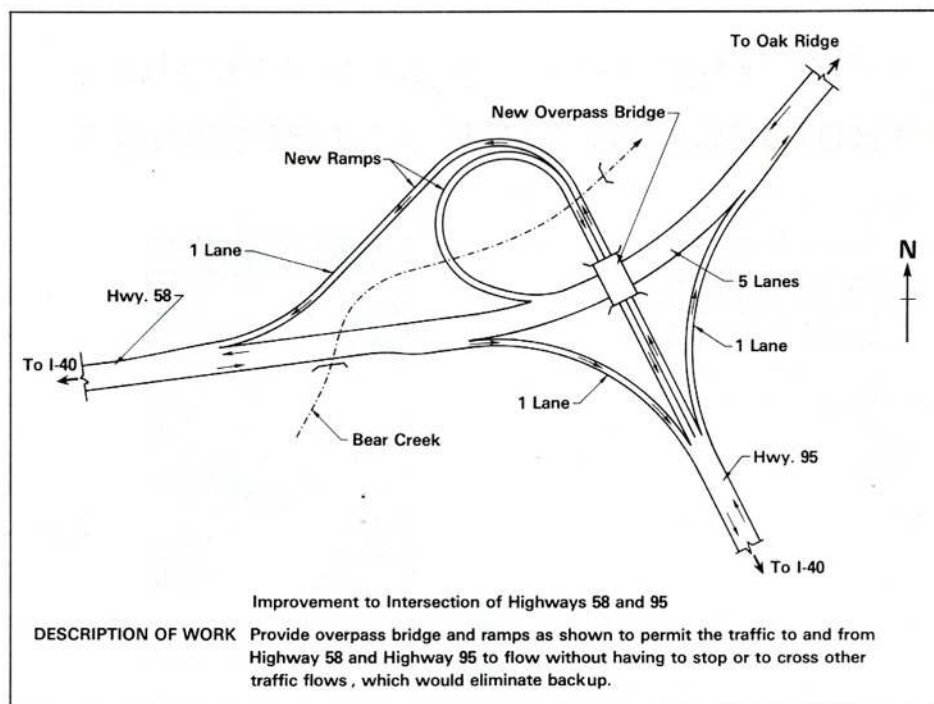 To Oak Ridge
New Overpass Bridge
New Ramps
1 Lane
N
Hwy. 58
5 Lanes
To I-40
1 Lane
1 Lane
Bear Creek
Hwy. 95
To I-40
Improvement to Intersection of Highways 58 and 95
DESCRIPTION OF WORK Provide overpass bridge and ramps as shown to permit the traffic to and from
Highway 58 and Highway 95 to flow without having to stop or to cross other
traffic flows , which would eliminate backup.